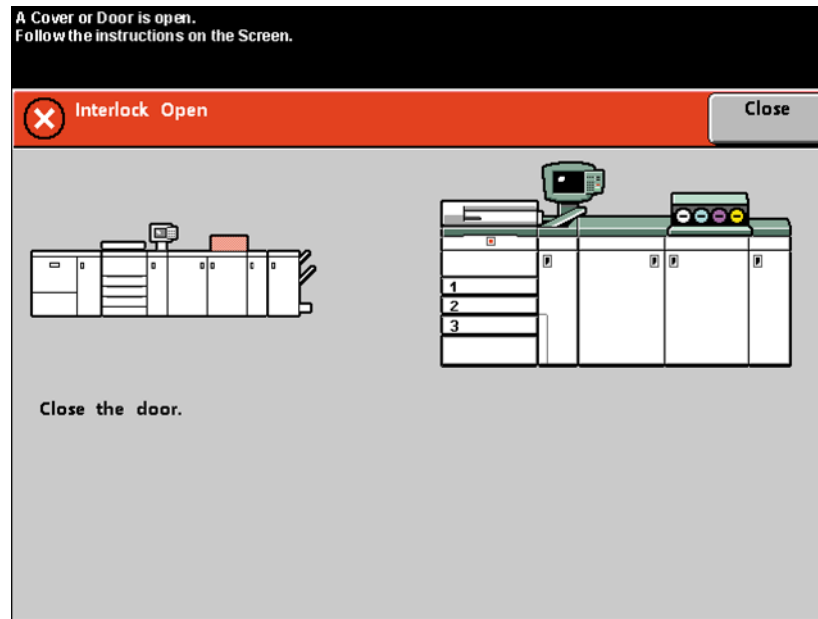 A Cover or Door is open.
Follow the instructions on the Screen.
Interlock Open
Close
1
2
3
Close the door.